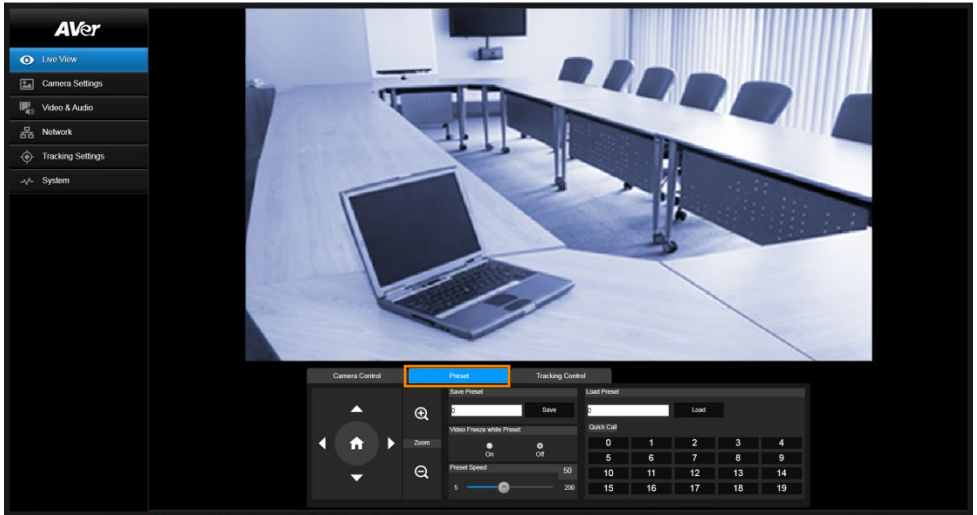 AVer
Live View
Camera Settings
Video & Audio
Network
Tracking Settings
System
Camera Control Preset Tracking Control
Save Preset
0 Save
Video Freeze while Preset
On Off
Preset Speed 50
5 200
Zoom
Load Preset
0 Load
Quick Call
0 1 2 3 4
5 6 7 8 9
10 11 12 13 14
15 16 17 18 19